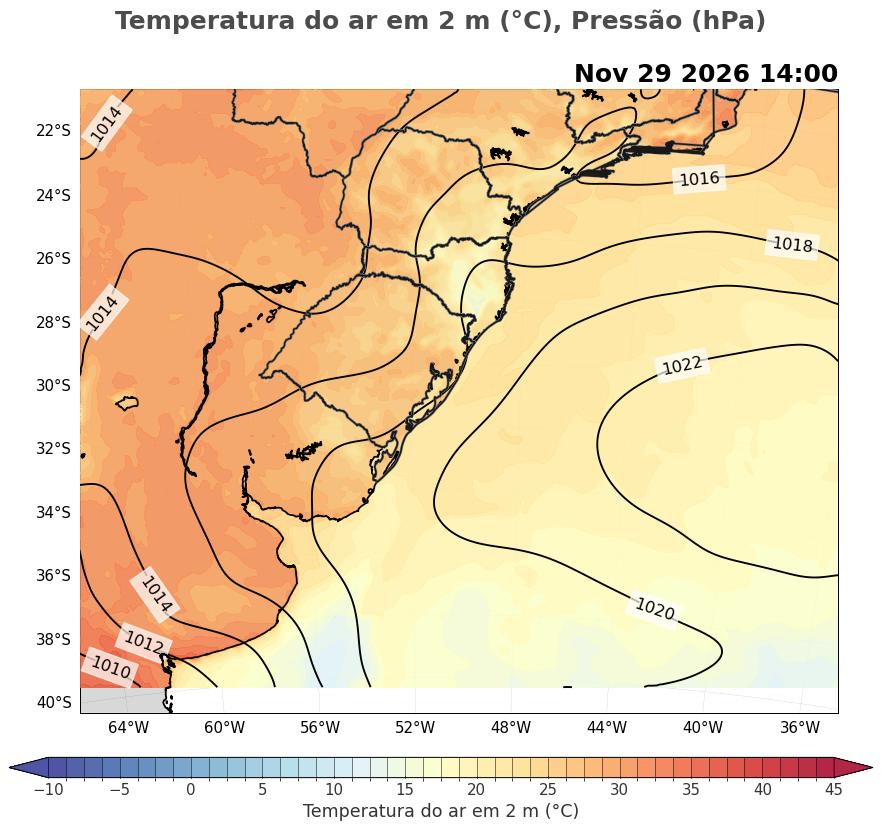 Temperatura do ar em 2 m (°C), Pressão (hPa)
Nov 29 2026 14:00
1014
1016
1018
1014
1022
1014
1020
1012
1010
22°S
24°S
26°S
28°S
30°S
32°S
34°S
36°S
38°S
40°S
64°W 60°W 56°W 52°W 48°W 44°W 40°W 36°W
−10 −5 0 5 10 15 20 25 30 35 40 45
Temperatura do ar em 2 m (°C)